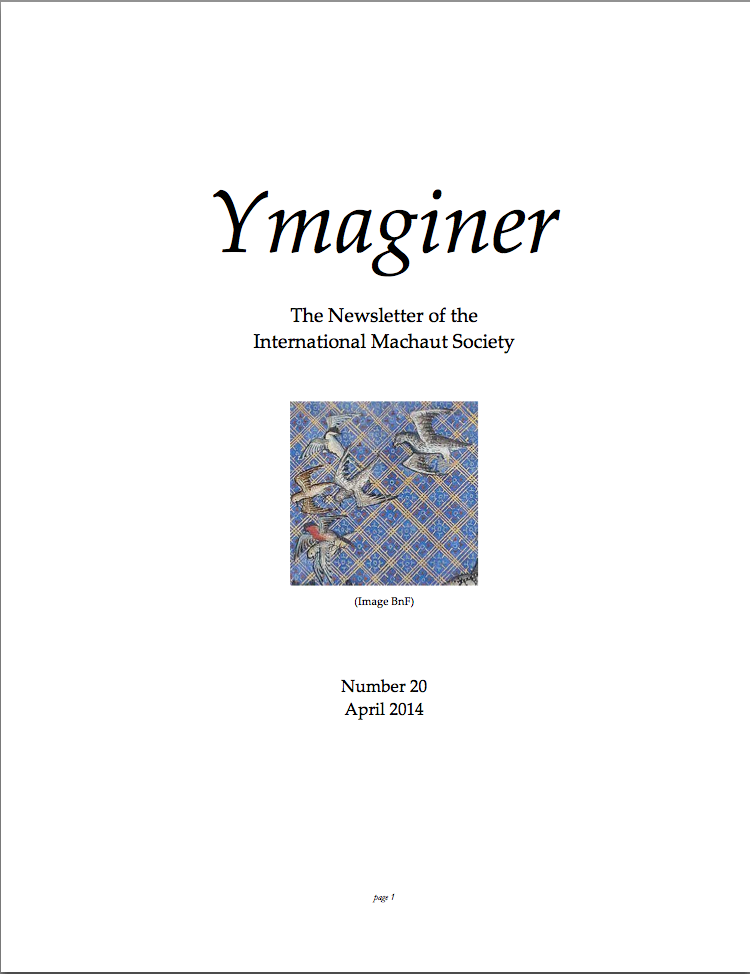 Ymaginer
The Newsletter of the
International Machaut Society
(Image BnF)
Number 20
April 2014
page 1